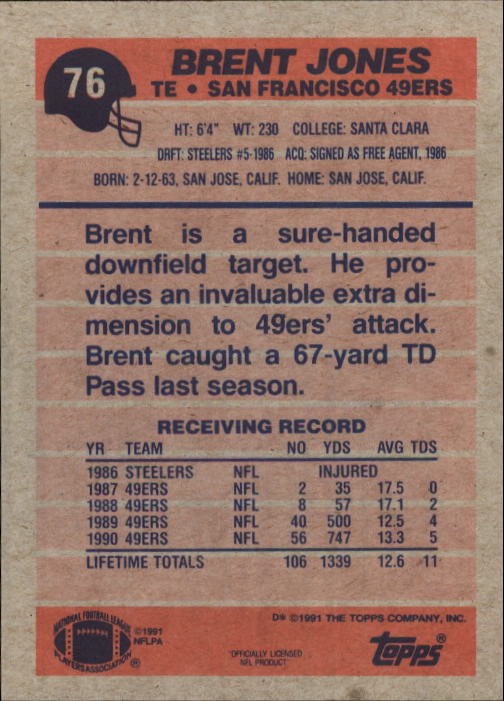 76
BRENT JONES
TE • SAN FRANCISCO 49ERS
HT: 6'4" WT: 230 COLLEGE: SANTA CLARA
DRFT: STEELERS #5-1986 ACQ: SIGNED AS FREE AGENT, 1986
BORN: 2-12-63, SAN JOSE, CALIF. HOME: SAN JOSE, CALIF.
Brent is a sure-handed
downfield target. He pro-
vides an invaluable extra di-
mension to 49ers' attack.
Brent caught a 67-yard TD
Pass last season.
RECEIVING RECORD
YR TEAM NO YDS AVG TDS
1986 STEELERS NFL INJURED
1987 49ERS NFL 2 35 17.5 0
1988 49ERS NFL 8 57 17.1 2
1989 49ERS NFL 40 500 12.5 4
1990 49ERS NFL 56 747 13.3 5
LIFETIME TOTALS 106 1339 12.6 11
D* ©1991 THE TOPPS COMPANY, INC.
NATIONAL FOOTBALL LEAGUE
PLAYERS ASSOCIATION ®
©1991
NFLPA
"OFFICIALLY LICENSED
NFL PRODUCT"
Topps®